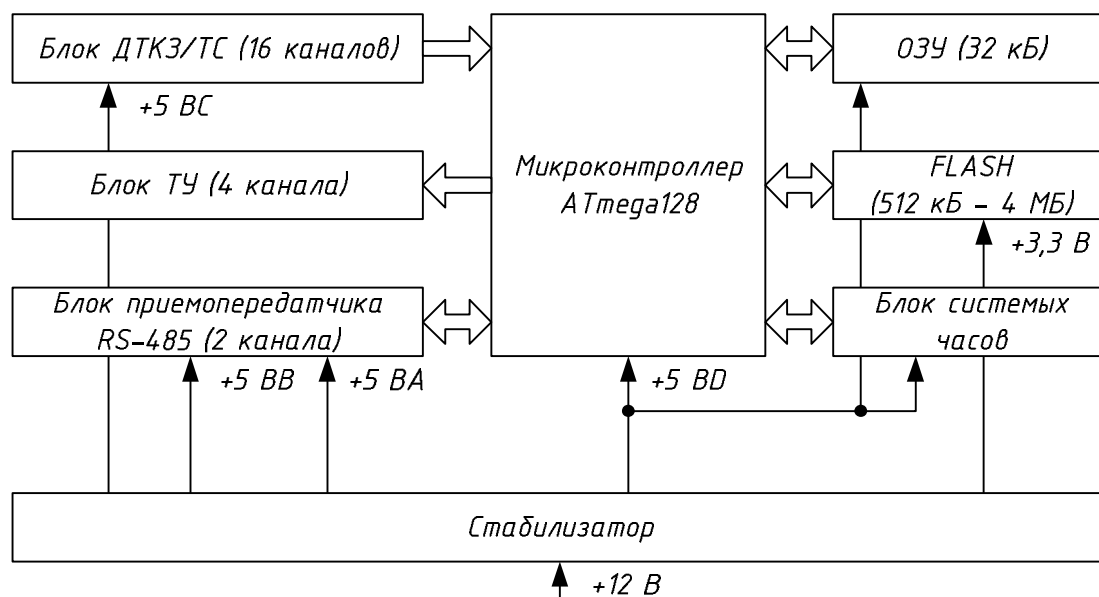 Блок ДТКЗ/ТС (16 каналов)
ОЗУ (32 кБ)
+5 ВС
Микроконтроллер
ATmega128
Блок ТУ (4 канала)
FLASH
(512 кБ – 4 МБ)
+3,3 В
Блок приемопередатчика
RS-485 (2 канала)
Блок системых
часов
+5 ВВ
+5 ВА
+5 ВD
Стабилизатор
+12 В